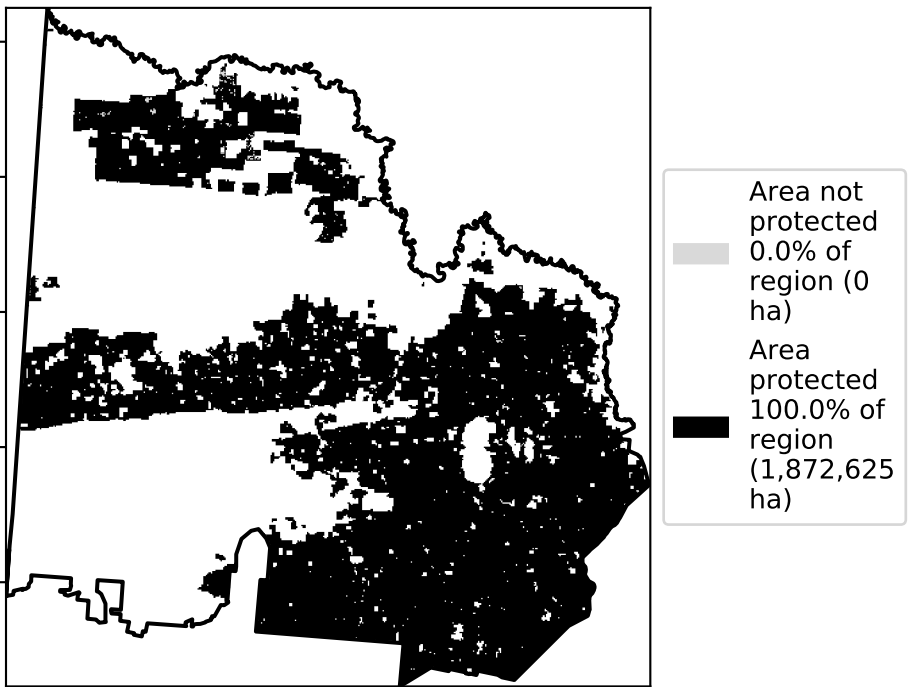 Area not
protected
0.0% of
region (0
ha)
Area
protected
100.0% of
region
(1,872,625
ha)